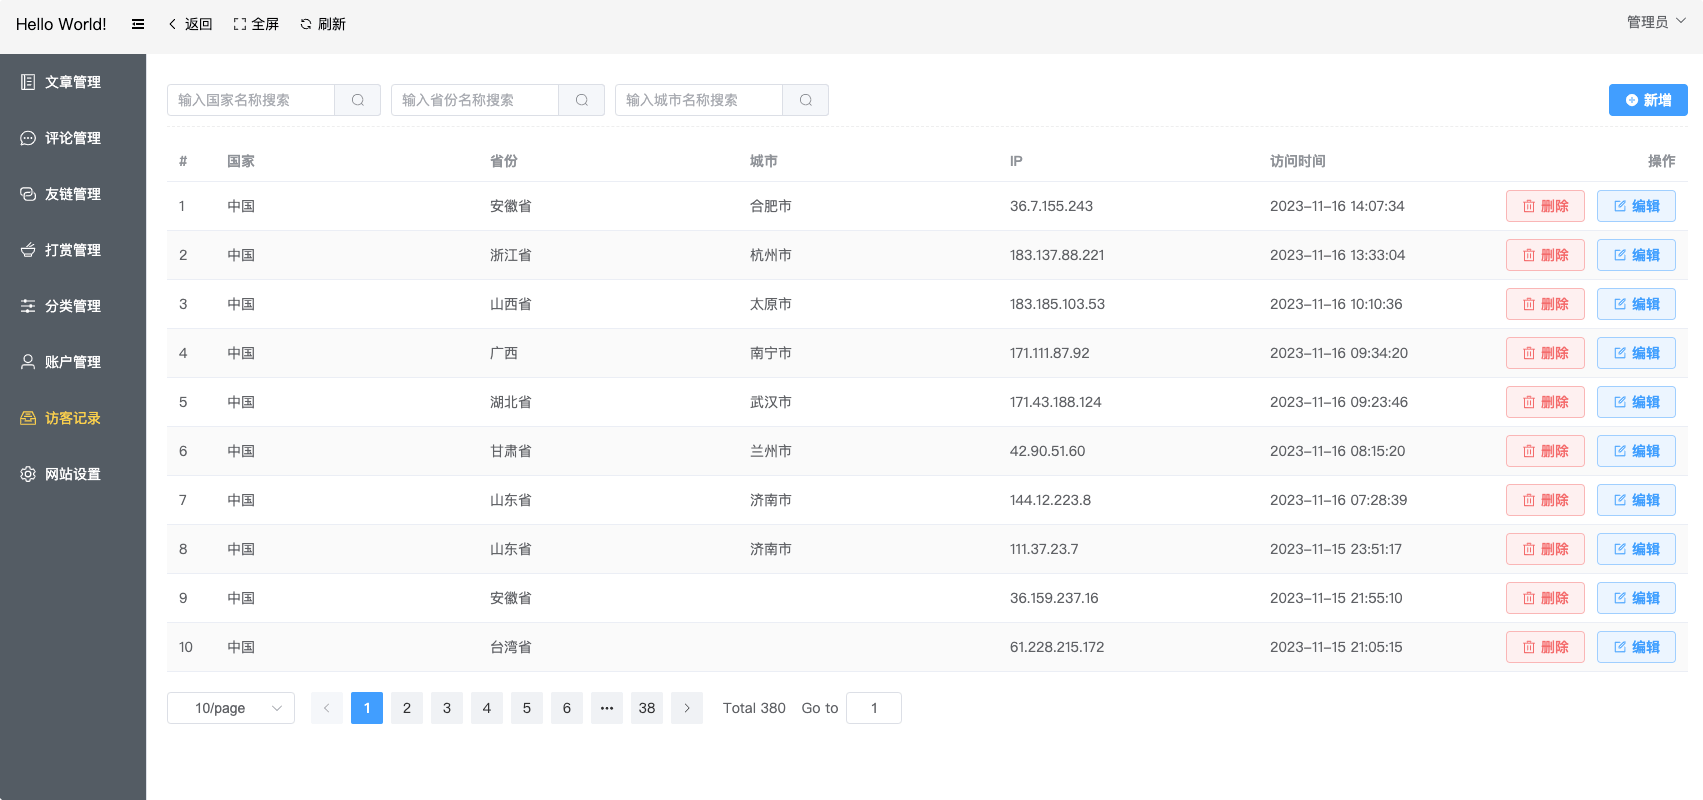 Hello World! 返回 全屏 刷新 管理员
文章管理
评论管理
友链管理
打赏管理
分类管理
账户管理
访客记录
网站设置
输入国家名称搜索 输入省份名称搜索 输入城市名称搜索 新增
# 国家 省份 城市 IP 访问时间 操作
1 中国 安徽省 合肥市 36.7.155.243 2023-11-16 14:07:34 删除 编辑
2 中国 浙江省 杭州市 183.137.88.221 2023-11-16 13:33:04 删除 编辑
3 中国 山西省 太原市 183.185.103.53 2023-11-16 10:10:36 删除 编辑
4 中国 广西 南宁市 171.111.87.92 2023-11-16 09:34:20 删除 编辑
5 中国 湖北省 武汉市 171.43.188.124 2023-11-16 09:23:46 删除 编辑
6 中国 甘肃省 兰州市 42.90.51.60 2023-11-16 08:15:20 删除 编辑
7 中国 山东省 济南市 144.12.223.8 2023-11-16 07:28:39 删除 编辑
8 中国 山东省 济南市 111.37.23.7 2023-11-15 23:51:17 删除 编辑
9 中国 安徽省 36.159.237.16 2023-11-15 21:55:10 删除 编辑
10 中国 台湾省 61.228.215.172 2023-11-15 21:05:15 删除 编辑
10/page 1 2 3 4 5 6 ••• 38 Total 380 Go to 1